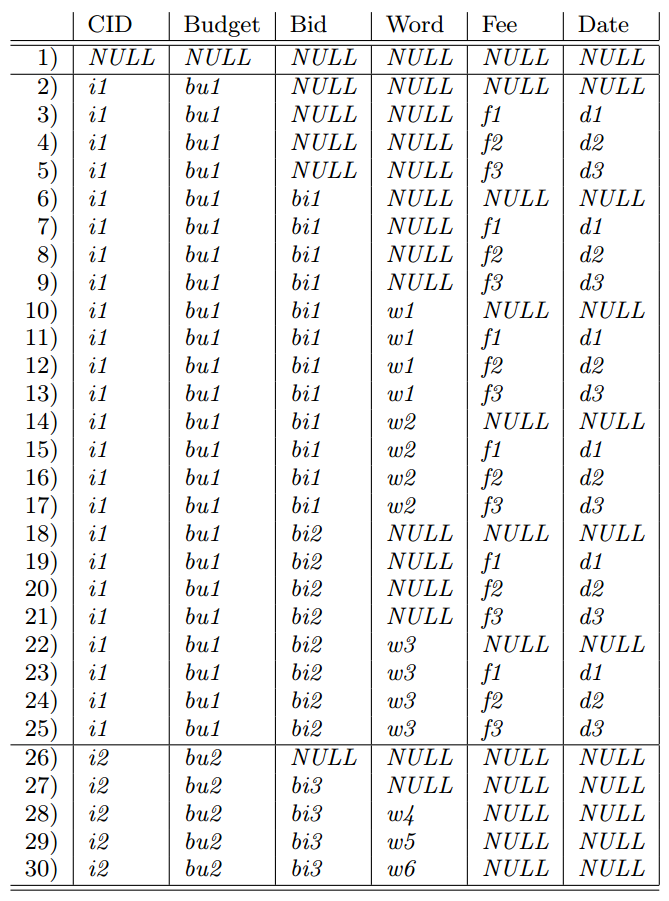 CID Budget Bid Word Fee Date
1) NULL NULL NULL NULL NULL NULL
2) i1 bu1 NULL NULL NULL NULL
3) i1 bu1 NULL NULL f1 d1
4) i1 bu1 NULL NULL f2 d2
5) i1 bu1 NULL NULL f3 d3
6) i1 bu1 bi1 NULL NULL NULL
7) i1 bu1 bi1 NULL f1 d1
8) i1 bu1 bi1 NULL f2 d2
9) i1 bu1 bi1 NULL f3 d3
10) i1 bu1 bi1 w1 NULL NULL
11) i1 bu1 bi1 w1 f1 d1
12) i1 bu1 bi1 w1 f2 d2
13) i1 bu1 bi1 w1 f3 d3
14) i1 bu1 bi1 w2 NULL NULL
15) i1 bu1 bi1 w2 f1 d1
16) i1 bu1 bi1 w2 f2 d2
17) i1 bu1 bi1 w2 f3 d3
18) i1 bu1 bi2 NULL NULL NULL
19) i1 bu1 bi2 NULL f1 d1
20) i1 bu1 bi2 NULL f2 d2
21) i1 bu1 bi2 NULL f3 d3
22) i1 bu1 bi2 w3 NULL NULL
23) i1 bu1 bi2 w3 f1 d1
24) i1 bu1 bi2 w3 f2 d2
25) i1 bu1 bi2 w3 f3 d3
26) i2 bu2 NULL NULL NULL NULL
27) i2 bu2 bi3 NULL NULL NULL
28) i2 bu2 bi3 w4 NULL NULL
29) i2 bu2 bi3 w5 NULL NULL
30) i2 bu2 bi3 w6 NULL NULL